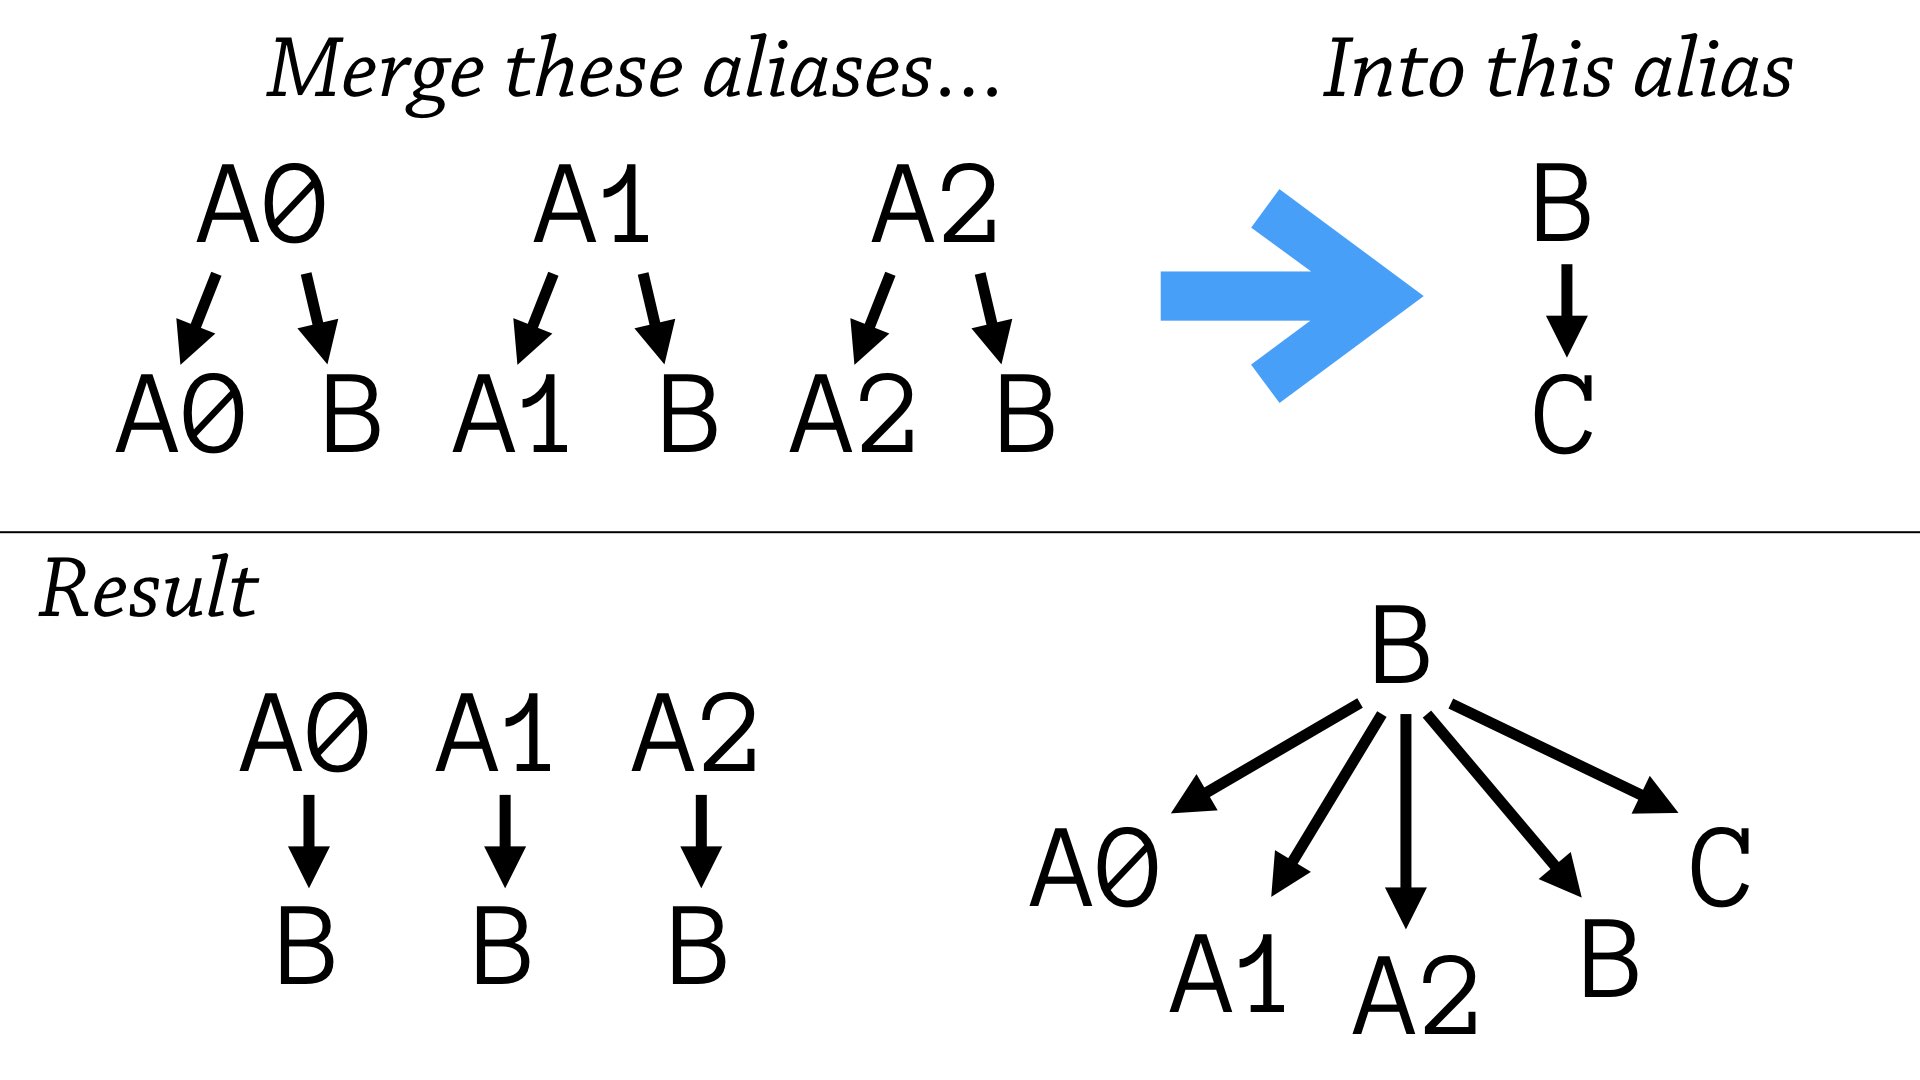 Merge these aliases...
Into this alias
A0 A1 A2
B
A0 B A1 B A2 B
C
Result
B
A0 A1 A2
A0
C
B B B
A1
A2
B